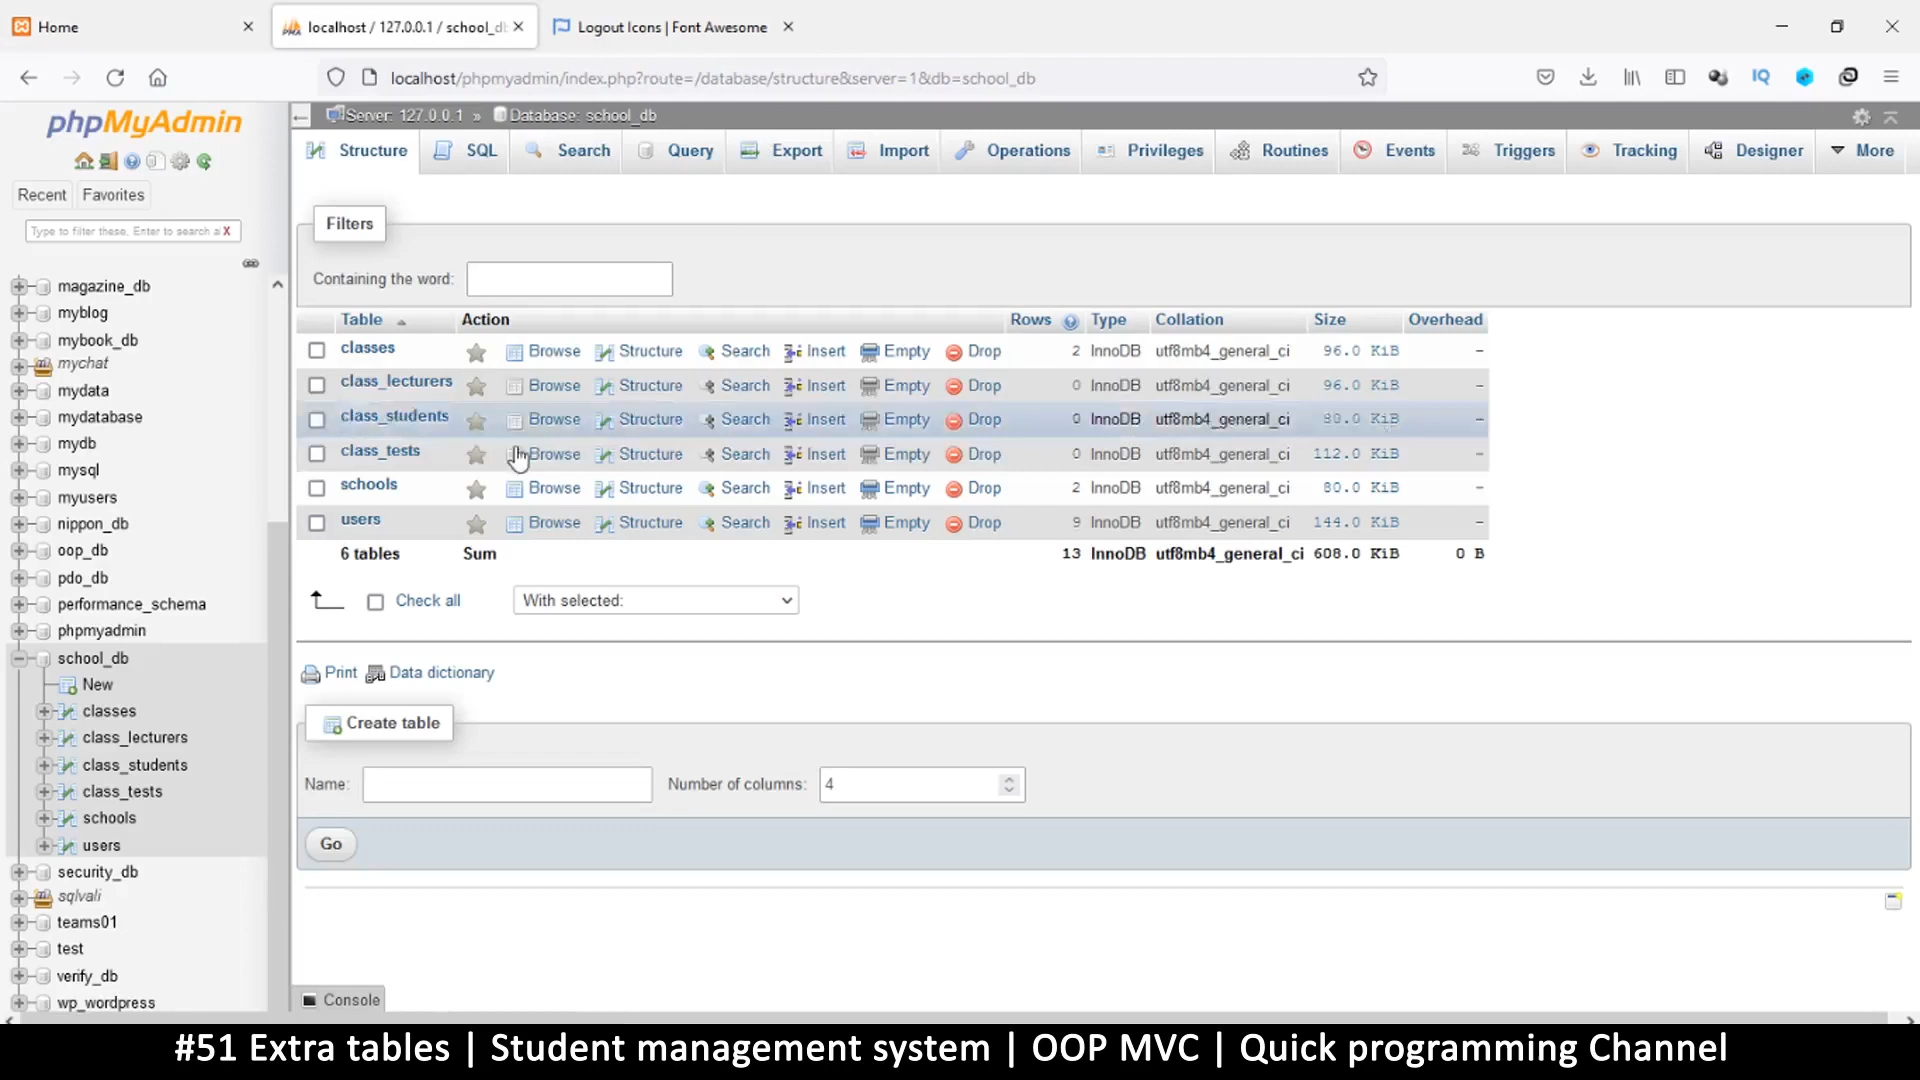 Home
localhost / 127.0.0.1 / school_db
Logout Icons | Font Awesome
localhost/phpmyadmin/index.php?route=/database/structure&server=1&db=school_db
IQ
phpMyAdmin
Recent Favorites
Type to filter these, Enter to search a X
magazine_db
myblog
mybook_db
mychat
mydata
mydatabase
mydb
mysql
myusers
nippon_db
oop_db
pdo_db
performance_schema
phpmyadmin
school_db
New
classes
class_lecturers
class_students
class_tests
schools
users
security_db
sqlvali
teams01
test
verify_db
wp_wordpress
Server: 127.0.0.1 » Database: school_db
Structure SQL Search Query Export Import Operations Privileges Routines Events Triggers Tracking Designer More
Filters
Containing the word:
Table Action Rows Type Collation Size Overhead
classes Browse Structure Search Insert Empty Drop 2 InnoDB utf8mb4_general_ci 96.0 KiB -
class_lecturers Browse Structure Search Insert Empty Drop 0 InnoDB utf8mb4_general_ci 96.0 KiB -
class_students Browse Structure Search Insert Empty Drop 0 InnoDB utf8mb4_general_ci 80.0 KiB -
class_tests Browse Structure Search Insert Empty Drop 0 InnoDB utf8mb4_general_ci 112.0 KiB -
schools Browse Structure Search Insert Empty Drop 2 InnoDB utf8mb4_general_ci 80.0 KiB -
users Browse Structure Search Insert Empty Drop 9 InnoDB utf8mb4_general_ci 144.0 KiB -
6 tables Sum 13 InnoDB utf8mb4_general_ci 608.0 KiB 0 B
Check all With selected:
Print Data dictionary
Create table
Name: Number of columns: 4
Go
Console
#51 Extra tables | Student management system | OOP MVC | Quick programming Channel